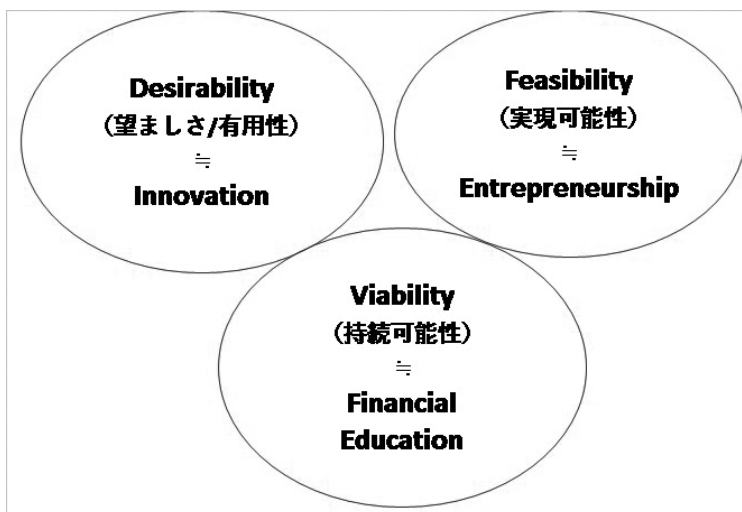 Desirability
（望ましさ/有用性）
≒
Innovation
Feasibility
（実現可能性）
≒
Entrepreneurship
Viability
（持続可能性）
≒
Financial
Education